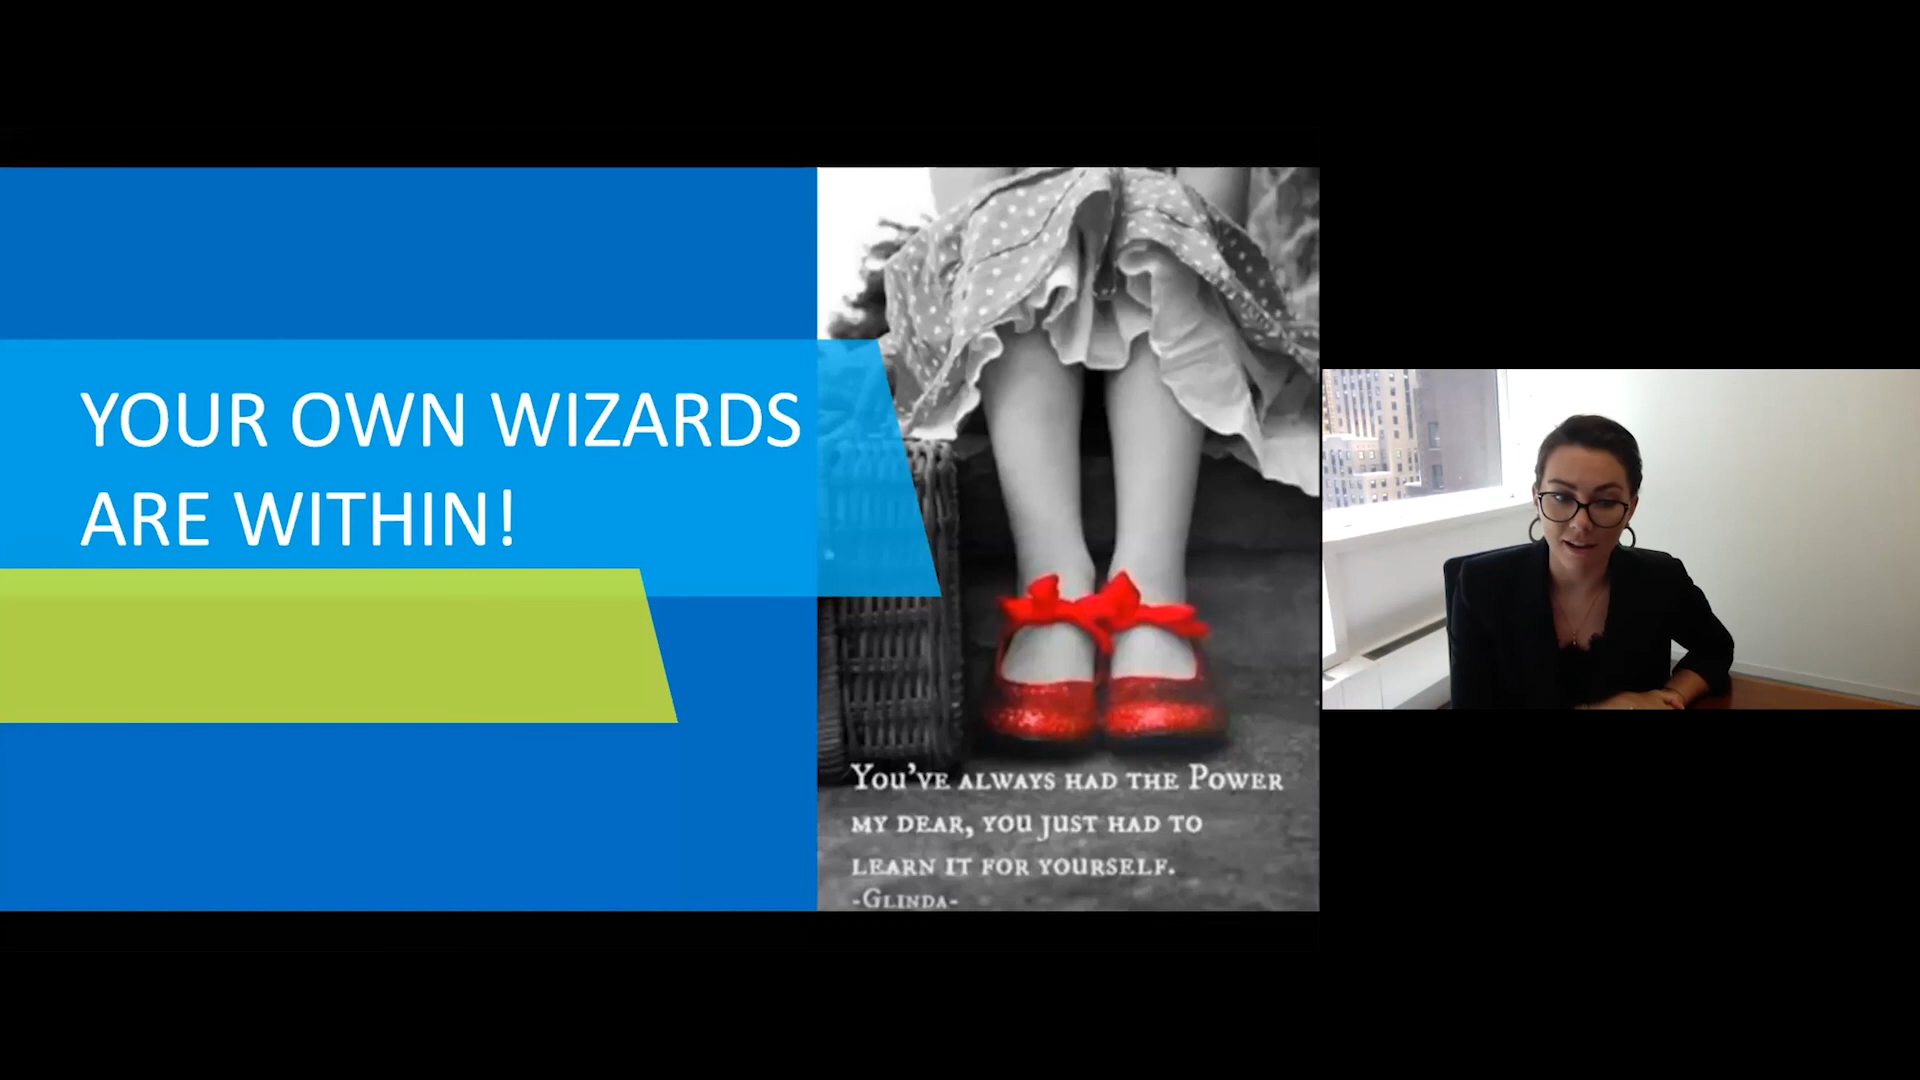 YOUR OWN WIZARDS
ARE WITHIN!
You've always had the Power
my dear, you just had to
learn it for yourself.
-Glinda-